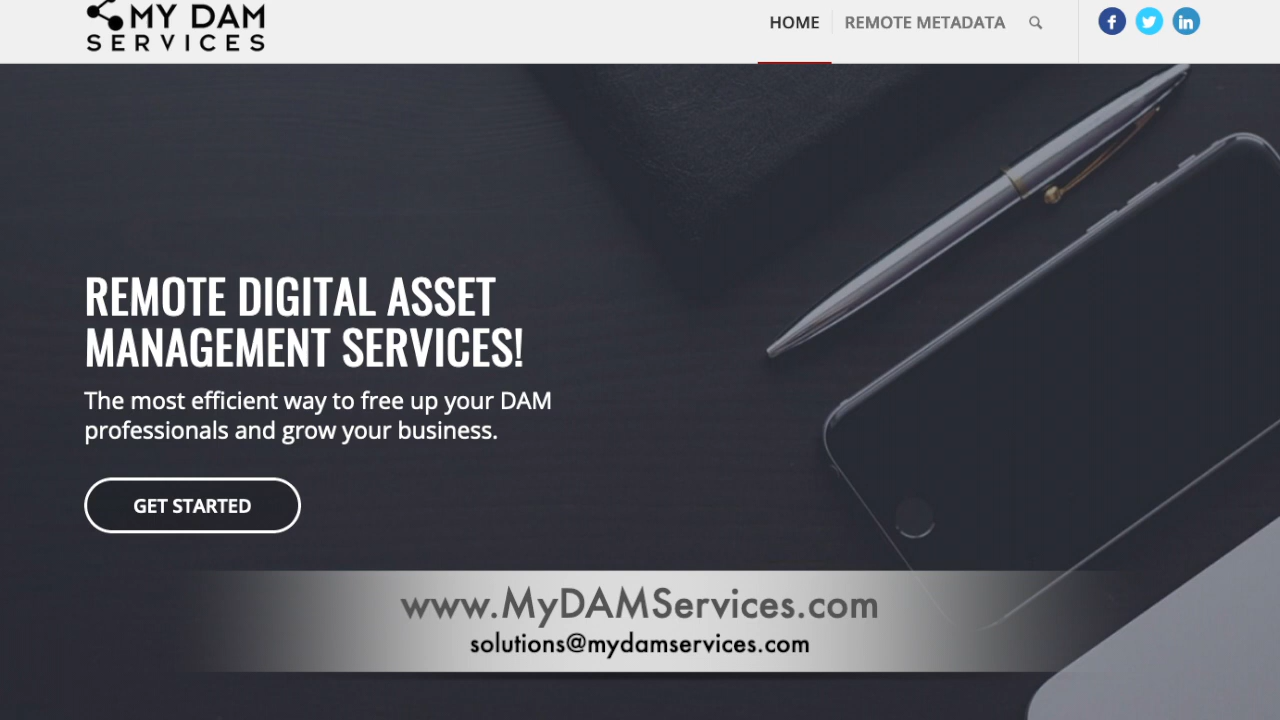 MY DAM
SERVICES
HOME
REMOTE METADATA
REMOTE DIGITAL ASSET
MANAGEMENT SERVICES!
The most efficient way to free up your DAM
professionals and grow your business.
GET STARTED
www.MyDAMServices.com
solutions@mydamservices.com